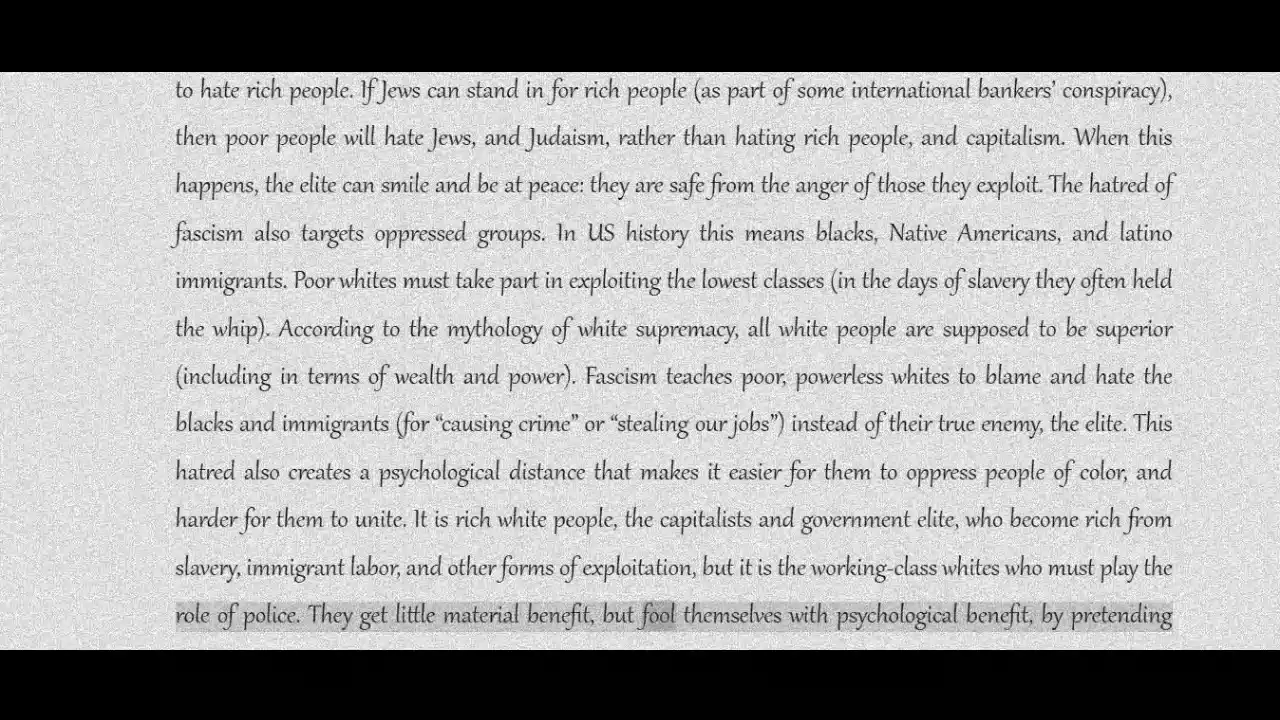 to hate rich people. If Jews can stand in for rich people (as part of some international bankers' conspiracy),
then poor people will hate Jews, and Judaism, rather than hating rich people, and capitalism. When this
happens, the elite can smile and be at peace: they are safe from the anger of those they exploit. The hatred of
fascism also targets oppressed groups. In US history this means blacks, Native Americans, and latino
immigrants. Poor whites must take part in exploiting the lowest classes (in the days of slavery they often held
the whip). According to the mythology of white supremacy, all white people are supposed to be superior
(including in terms of wealth and power). Fascism teaches poor, powerless whites to blame and hate the
blacks and immigrants (for “causing crime” or “stealing our jobs”) instead of their true enemy, the elite. This
hatred also creates a psychological distance that makes it easier for them to oppress people of color, and
harder for them to unite. It is rich white people, the capitalists and government elite, who become rich from
slavery, immigrant labor, and other forms of exploitation, but it is the working-class whites who must play the
role of police. They get little material benefit, but fool themselves with psychological benefit, by pretending